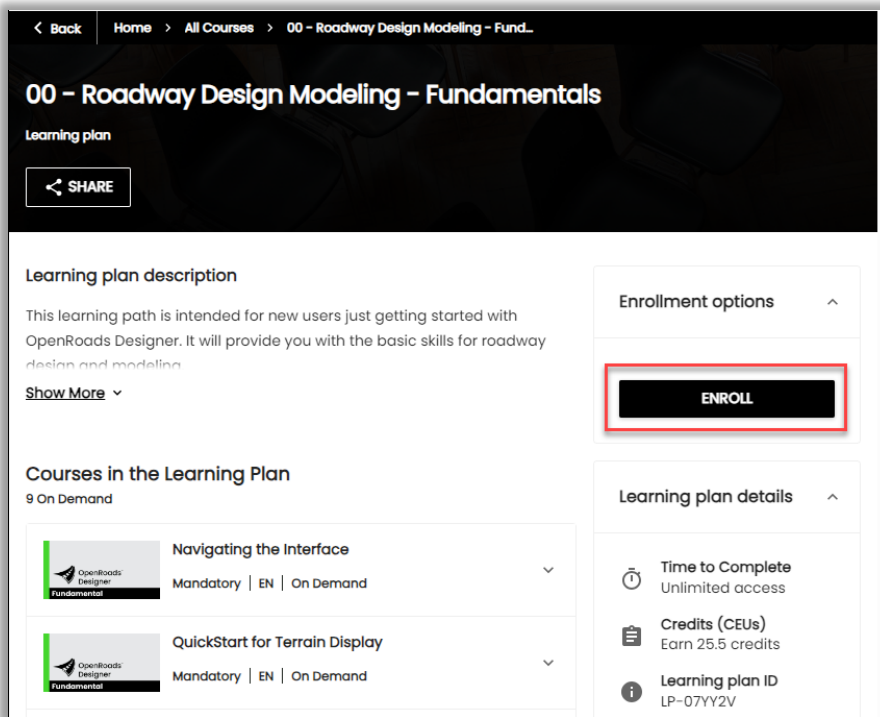 Back Home > All Courses > 00 - Roadway Design Modeling - Fund...
00 - Roadway Design Modeling - Fundamentals
Learning plan
SHARE
Learning plan description
This learning path is intended for new users just getting started with
OpenRoads Designer. It will provide you with the basic skills for roadway
design and modeling
Show More
Enrollment options
ENROLL
Courses in the Learning Plan
9 On Demand
OpenRoads
Designer
Fundamental
Navigating the Interface
Mandatory | EN | On Demand
OpenRoads
Designer
Fundamental
QuickStart for Terrain Display
Mandatory | EN | On Demand
Learning plan details
Time to Complete
Unlimited access
Credits (CEUs)
Earn 25.5 credits
Learning plan ID
LP-07YY2V